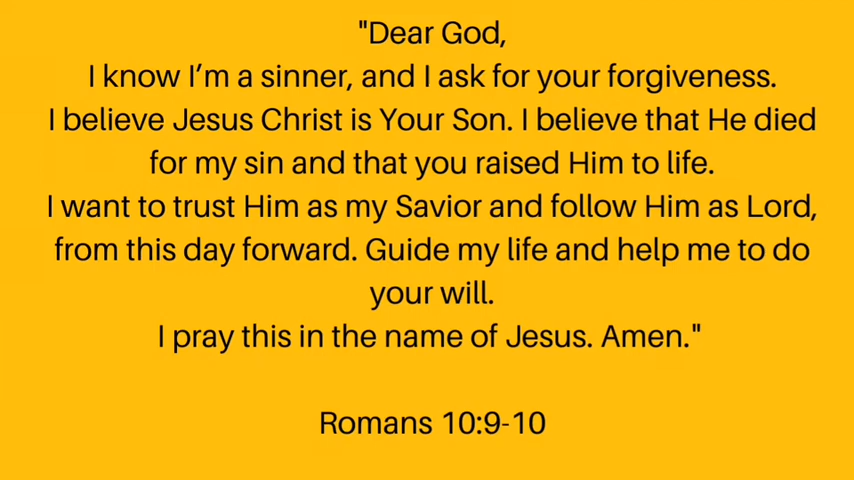 "Dear God,
I know I’m a sinner, and I ask for your forgiveness.
I believe Jesus Christ is Your Son. I believe that He died
for my sin and that you raised Him to life.
I want to trust Him as my Savior and follow Him as Lord,
from this day forward. Guide my life and help me to do
your will.
I pray this in the name of Jesus. Amen."
Romans 10:9-10